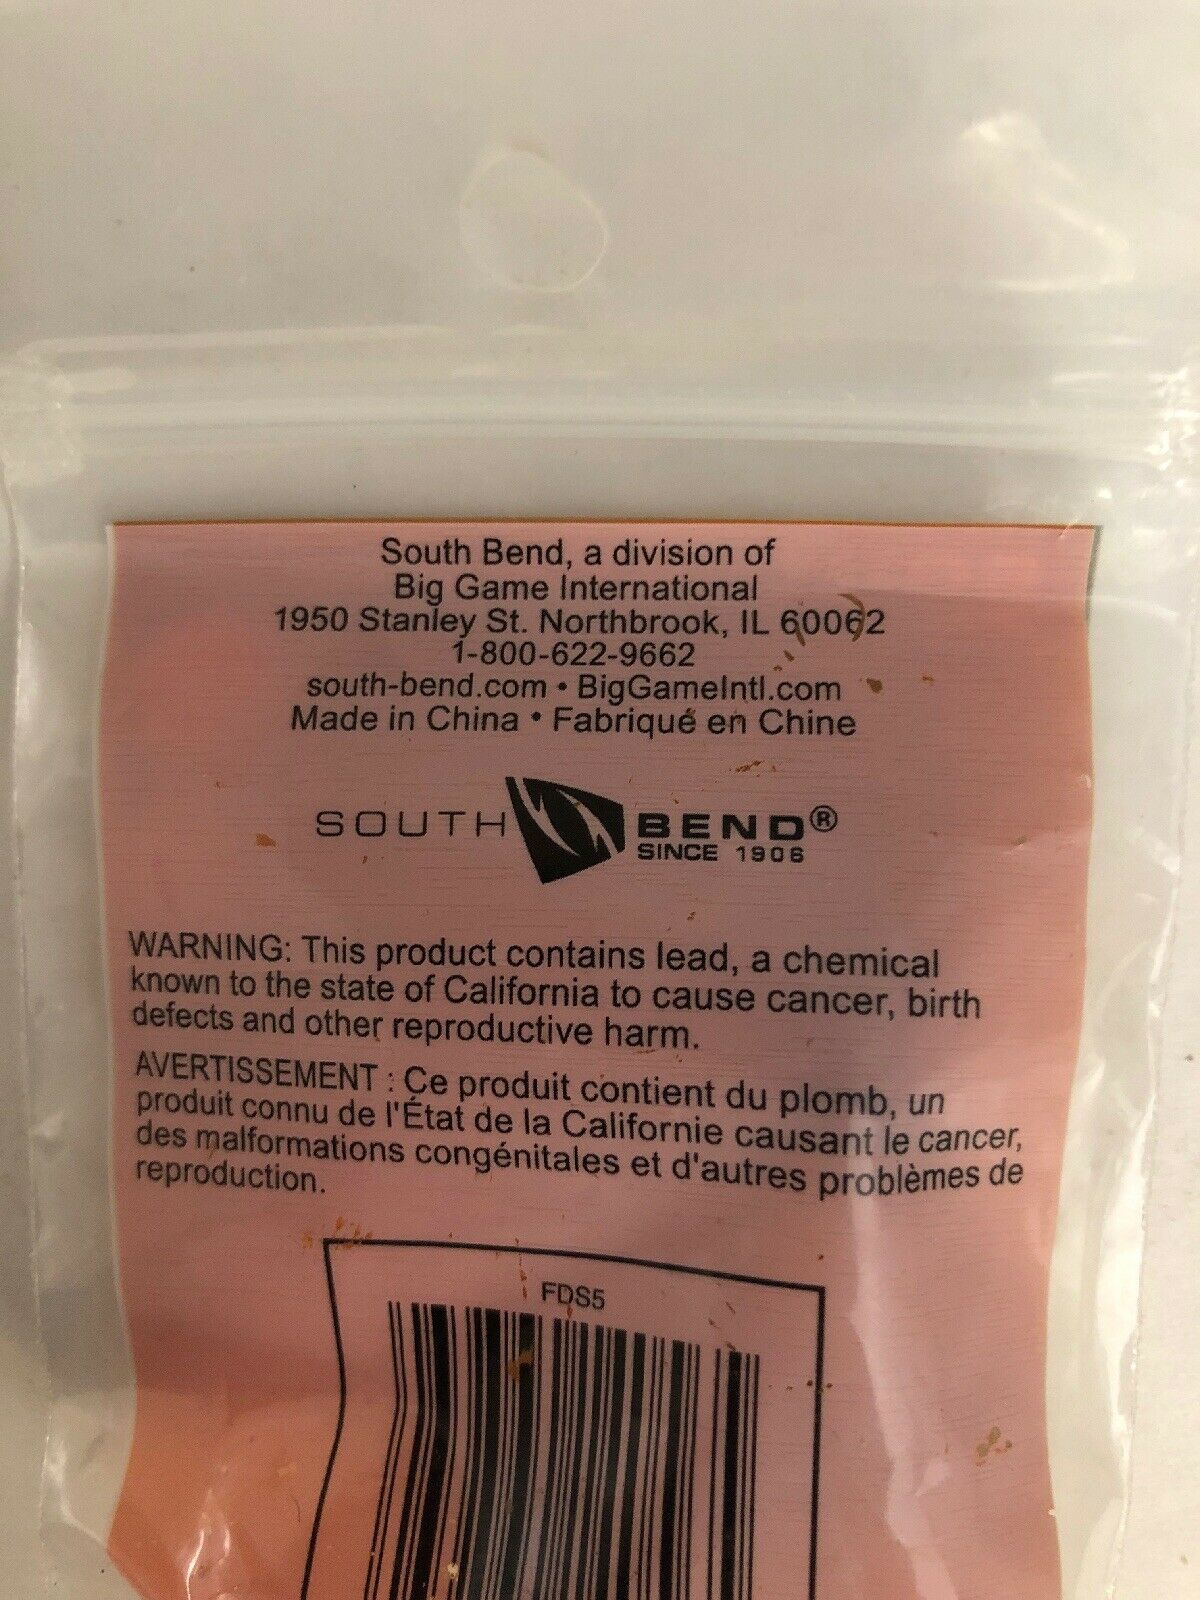 South Bend, a division of
Big Game International
1950 Stanley St. Northbrook, IL 60062
1-800-622-9662
south-bend.com • BigGameIntl.com
Made in China • Fabriqué en Chine
SOUTH BEND®
SINCE 1906
WARNING: This product contains lead, a chemical
known to the state of California to cause cancer, birth
defects and other reproductive harm.
AVERTISSEMENT : Ce produit contient du plomb, un
produit connu de l'État de la Californie causant le cancer,
des malformations congénitales et d'autres problèmes de
reproduction.
FDS5